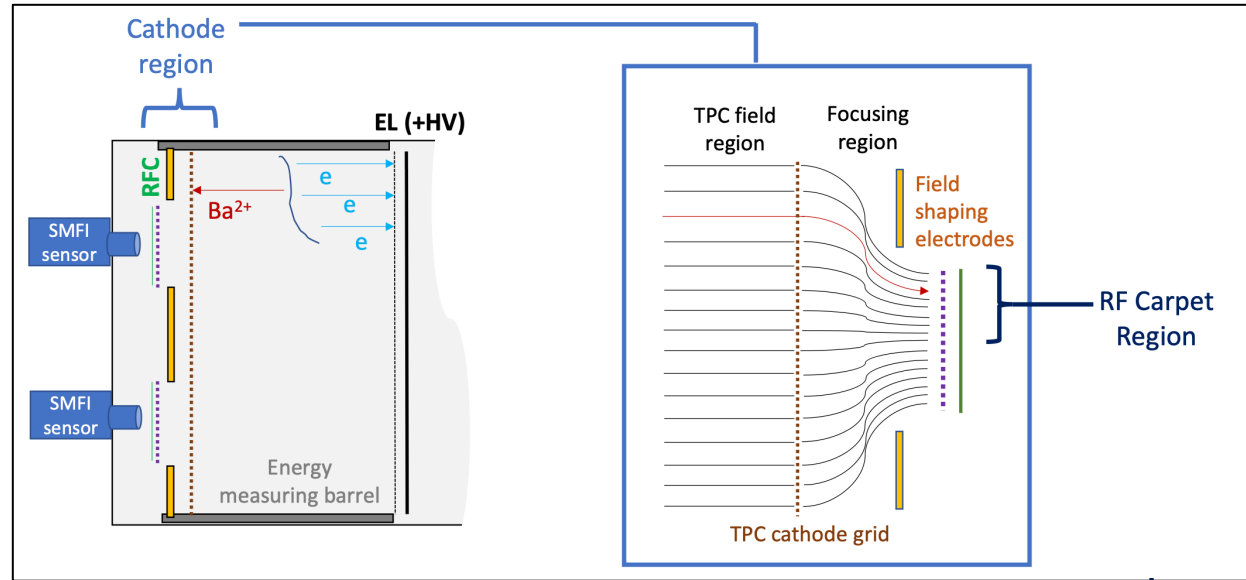 Cathode
region
EL (+HV)
RFC
e
Ba2+
e
e
SMFI
sensor
SMFI
sensor
Energy
measuring barrel
TPC field
region
Focusing
region
Field
shaping
electrodes
TPC cathode grid
RF Carpet
Region